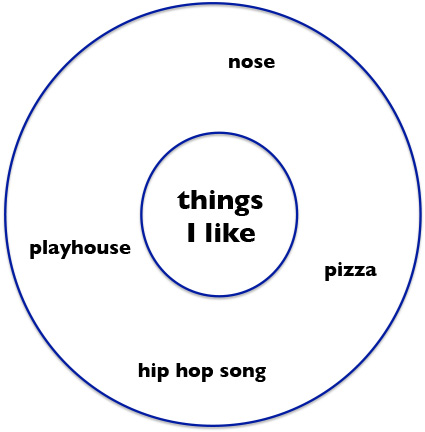 nose
things
I like
playhouse
pizza
hip hop song